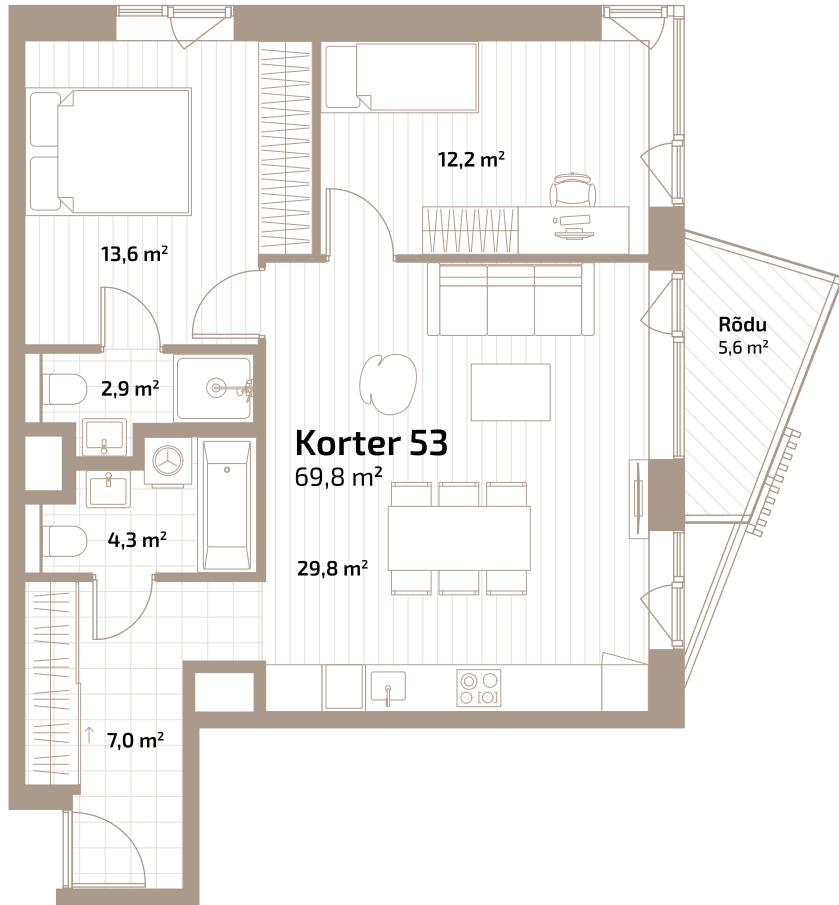 12,2 m²
13,6 m²
Rõdu
5,6 m²
2,9 m²
Korter 53
69,8 m²
4,3 m²
29,8 m²
7,0 m²